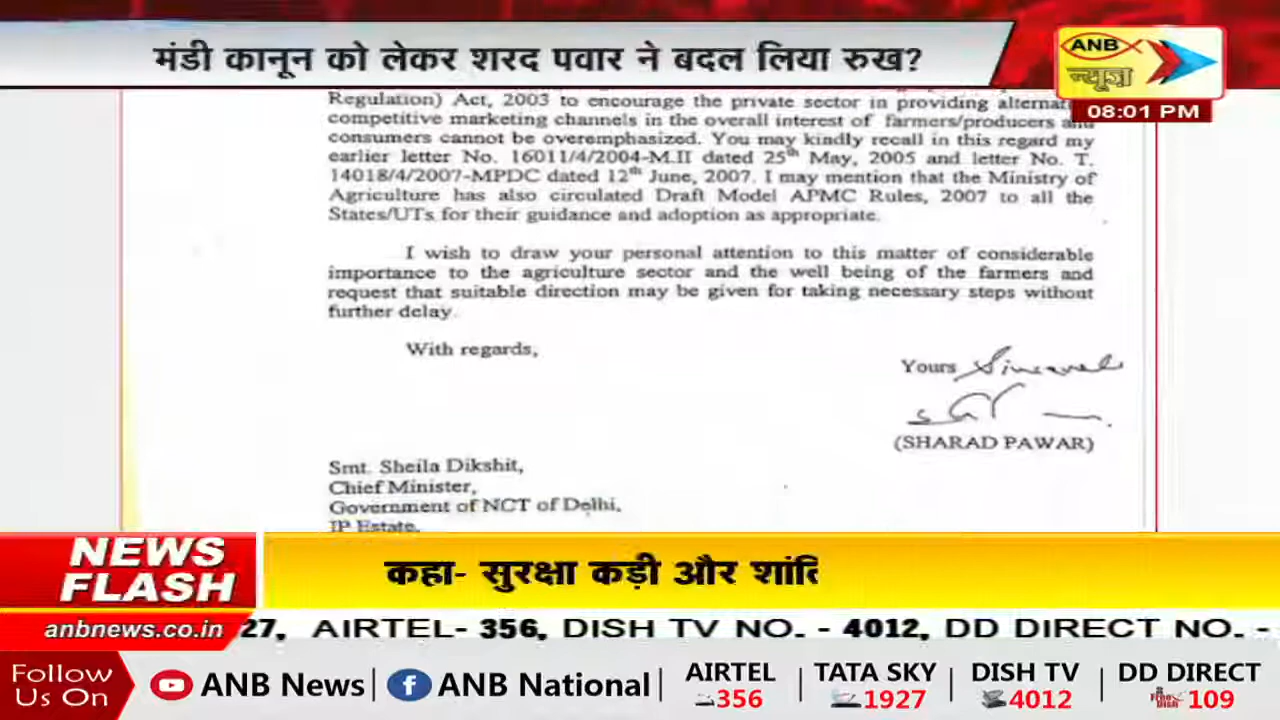 मंडी कानून को लेकर शरद पवार ने बदल लिया रुख?
ANB
न्यूज़
08:01 PM
Regulation) Act, 2003 to encourage the private sector in providing alternat
competitive marketing channels in the overall interest of farmers/producers and
consumers cannot be overemphasized. You may kindly recall in this regard my
earlier letter No. 16011/4/2004-M.II dated 25th May, 2005 and letter No. T.
14018/4/2007-MPDC dated 12th June, 2007. I may mention that the Ministry of
Agriculture has also circulated Draft Model APMC Rules, 2007 to all the
States/UTs for their guidance and adoption as appropriate.
I wish to draw your personal attention to this matter of considerable
importance to the agriculture sector and the well being of the farmers and
request that suitable direction may be given for taking necessary steps without
further delay.
With regards,
Yours Sincerely
(SHARAD PAWAR)
Smt. Sheila Dikshit,
Chief Minister,
Government of NCT of Delhi,
IP Estate,
NEWS FLASH
कहा- सुरक्षा कड़ी और शांति
anbnews.co.in
27, AIRTEL- 356, DISH TV NO. - 4012, DD DIRECT NO. -
Follow Us On
ANB News
ANB National
AIRTEL 356
TATA SKY 1927
DISH TV 4012
DD DIRECT 109